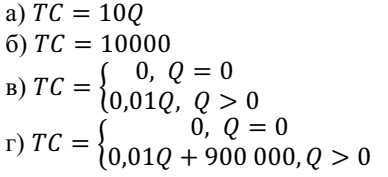 а) 𝑇𝐶 = 10𝑄
б) 𝑇𝐶 = 10000
в) 𝑇𝐶 = { 0, 𝑄 = 0
0,01𝑄, 𝑄 > 0
г) 𝑇𝐶 = { 0, 𝑄 = 0
0,01𝑄 + 900 000, 𝑄 > 0